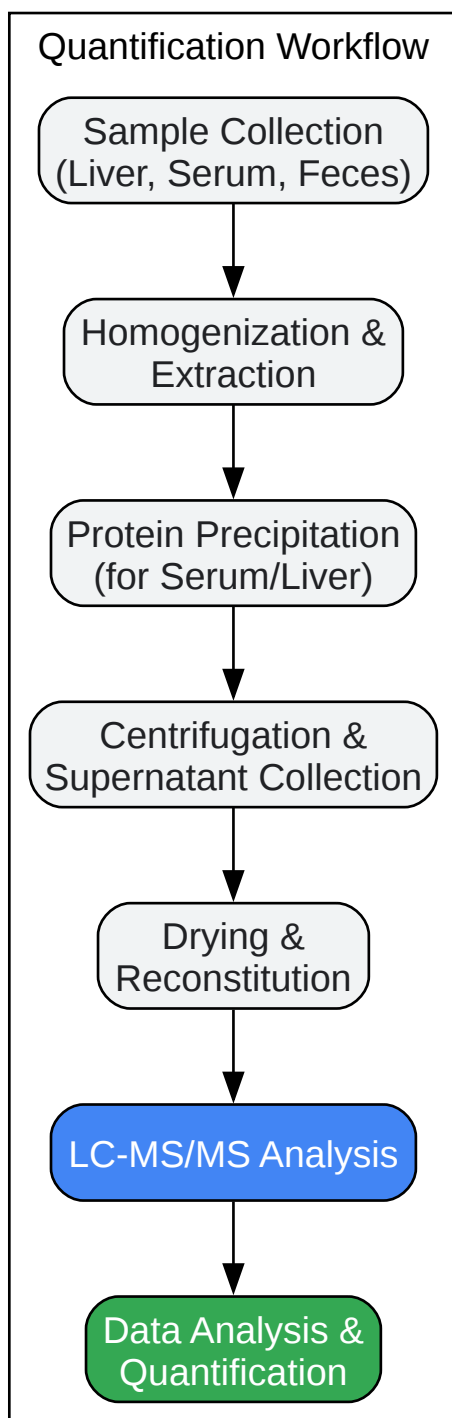 Quantification Workflow
Sample Collection
(Liver, Serum, Feces)
Homogenization &
Extraction
Protein Precipitation
(for Serum/Liver)
Centrifugation &
Supernatant Collection
Drying &
Reconstitution
LC-MS/MS Analysis
Data Analysis &
Quantification